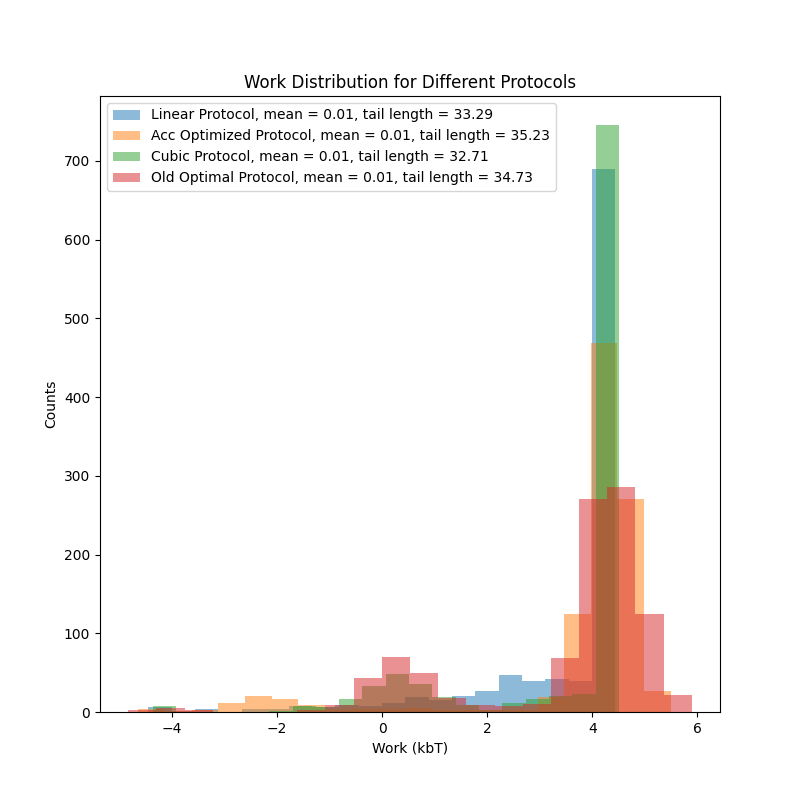 Work Distribution for Different Protocols
Linear Protocol, mean = 0.01, tail length = 33.29
Acc Optimized Protocol, mean = 0.01, tail length = 35.23
Cubic Protocol, mean = 0.01, tail length = 32.71
Old Optimal Protocol, mean = 0.01, tail length = 34.73
700
600
500
400
300
200
100
0
Counts
−4 −2 0 2 4 6
Work (kbT)